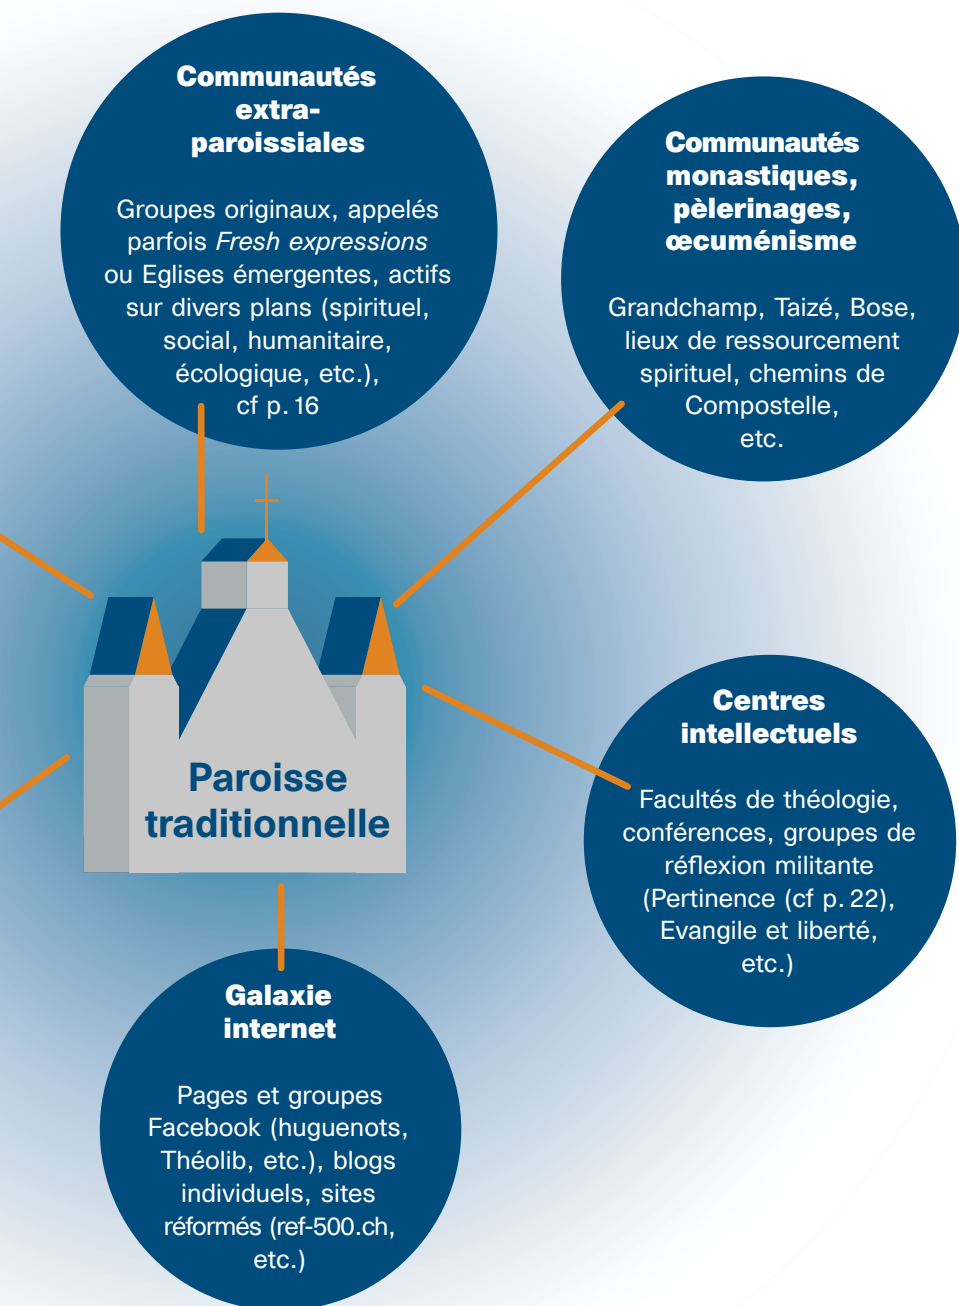 Communautés
extra-
paroissiales
Groupes originaux, appelés
parfois Fresh expressions
ou Eglises émergentes, actifs
sur divers plans (spirituel,
social, humanitaire,
écologique, etc.),
cf p. 16
Communautés
monastiques,
pèlerinages,
œcuménisme
Grandchamp, Taizé, Bose,
lieux de ressourcement
spirituel, chemins de
Compostelle,
etc.
Paroisse
traditionnelle
Centres
intellectuels
Facultés de théologie,
conférences, groupes de
réflexion militante
(Pertinence (cf p. 22),
Evangile et liberté,
etc.)
Galaxie
internet
Pages et groupes
Facebook (huguenots,
Théolib, etc.), blogs
individuels, sites
réformés (ref-500.ch,
etc.)